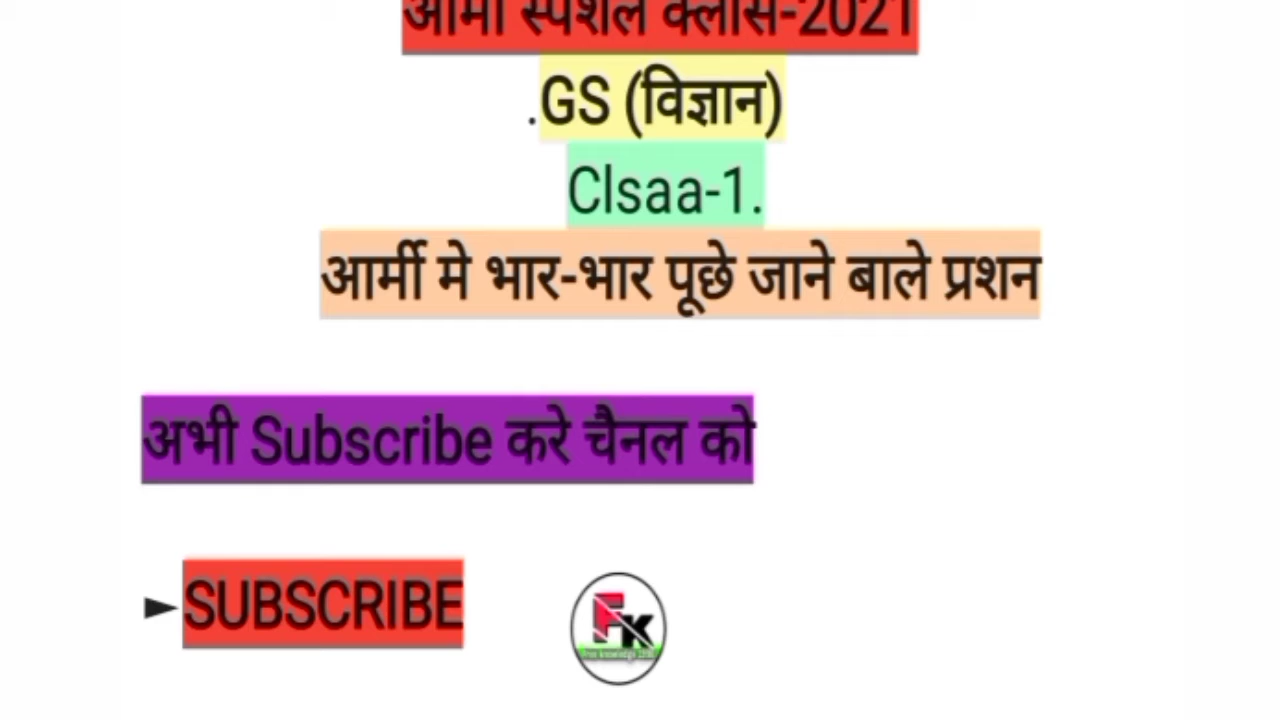 आर्मी स्पेशल क्लास-2021
.GS (विज्ञान)
Clsaa-1.
आर्मी मे भार-भार पूछे जाने बाले प्रशन
अभी Subscribe करे चैनल को
►SUBSCRIBE
FK